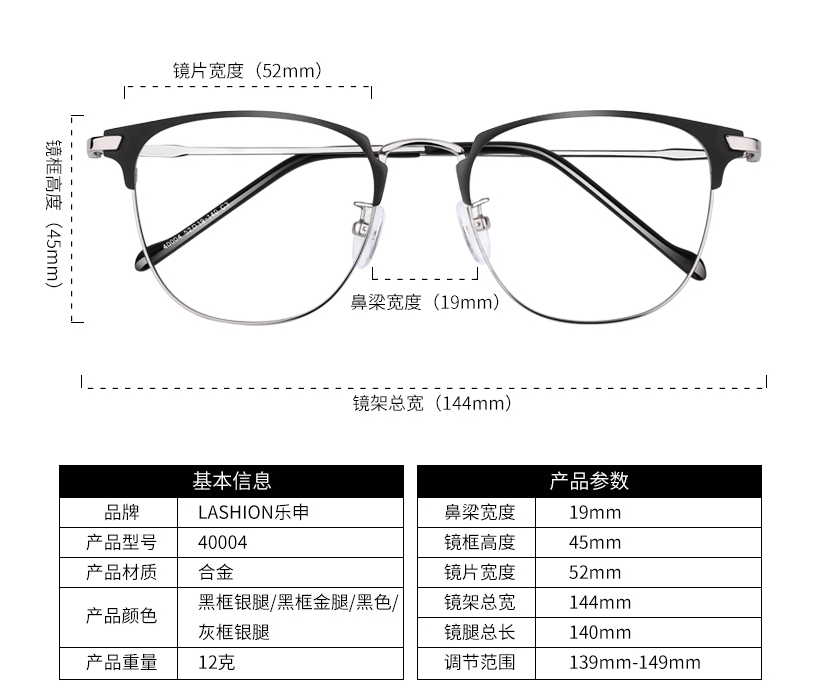 镜片宽度（52mm）
镜框高度（45mm）
鼻梁宽度（19mm）
镜架总宽（144mm）
基本信息
品牌 LASHION乐申
产品型号 40004
产品材质 合金
产品颜色 黑框银腿/黑框金腿/黑色/
灰框银腿
产品重量 12克
产品参数
鼻梁宽度 19mm
镜框高度 45mm
镜片宽度 52mm
镜架总宽 144mm
镜腿总长 140mm
调节范围 139mm-149mm